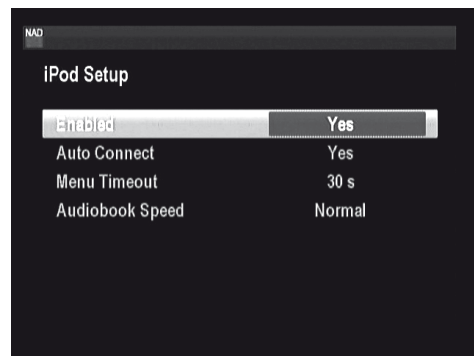 NAD
iPod Setup
Enabled Yes
Auto Connect Yes
Menu Timeout 30 s
Audiobook Speed Normal